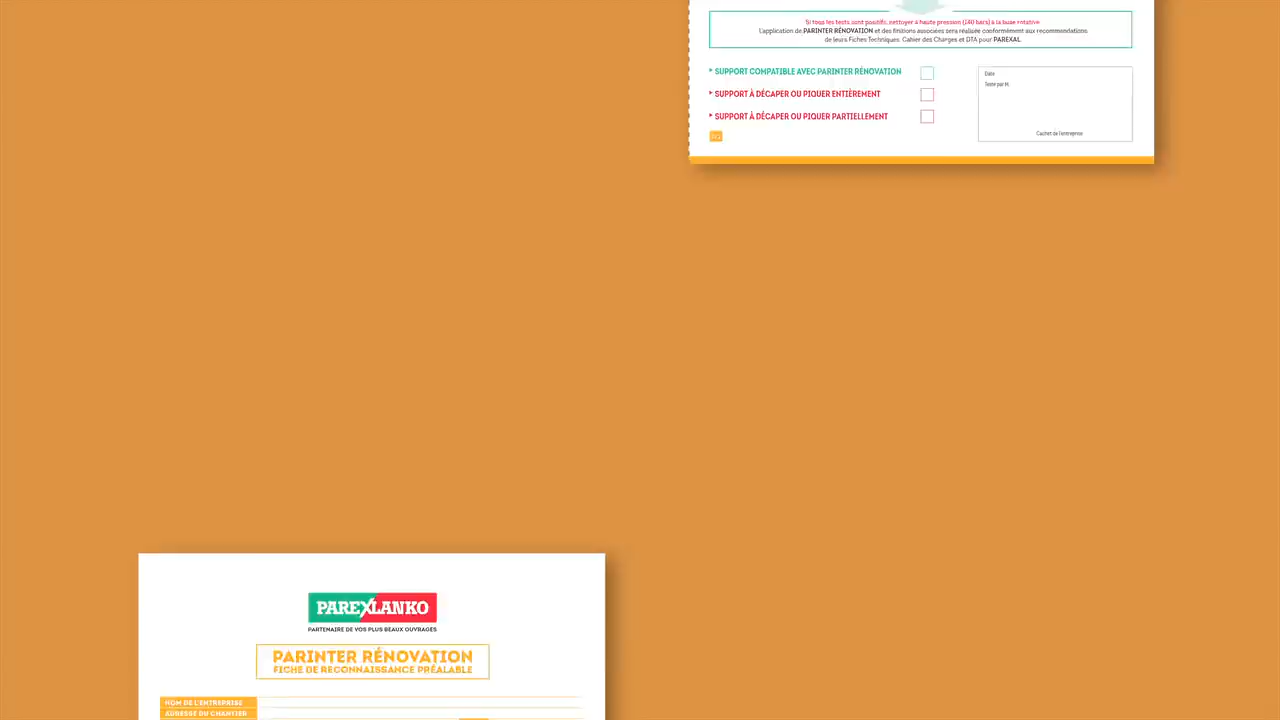 Si tous les tests sont positifs, nettoyer à haute pression (140 bars) à la buse rotative
L'application de PARINTER RÉNOVATION et des finitions associées sera réalisée conformément aux recommendations
de leurs Fiches Techniques, Cahier des Charges et DTA pour PAREXAL
SUPPORT COMPATIBLE AVEC PARINTER RÉNOVATION
SUPPORT À DÉCAPER OU PIQUER ENTIÈREMENT
SUPPORT À DÉCAPER OU PIQUER PARTIELLEMENT
Date
Testé par M.
Cachet de l'entreprise
PAREXLANKO
PARTENAIRE DE VOS PLUS BEAUX OUVRAGES
PARINTER RÉNOVATION
FICHE DE RECONNAISSANCE PRÉALABLE
NOM DE L'ENTREPRISE
ADRESSE DU CHANTIER